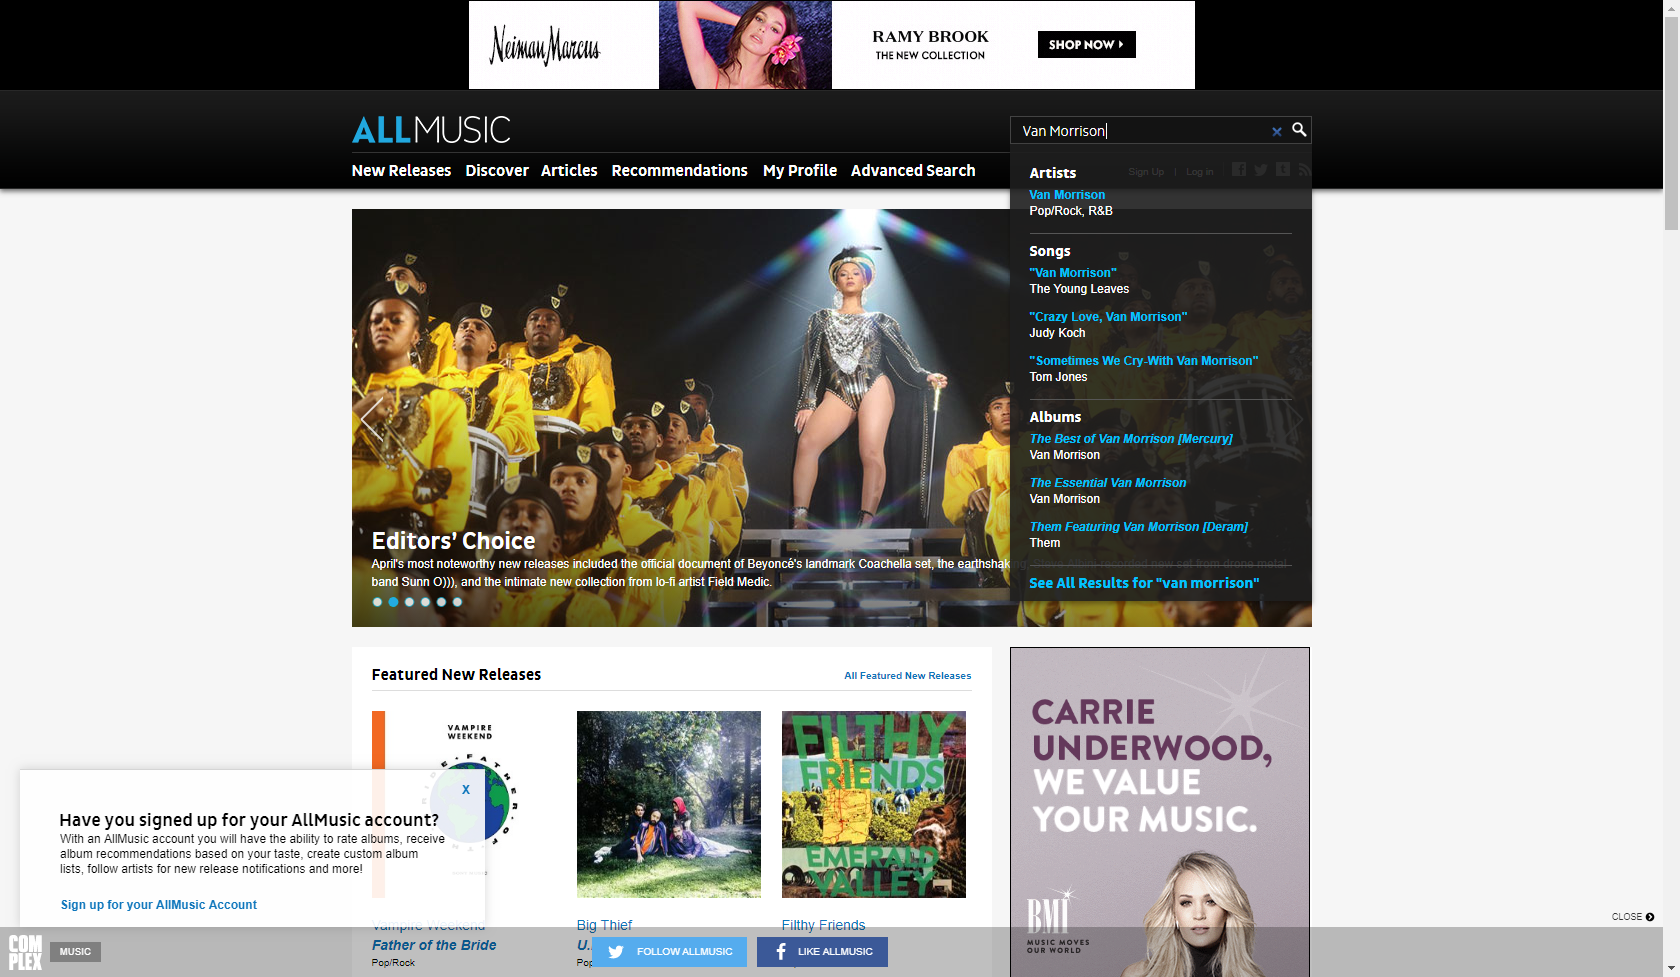 Neiman Marcus
RAMY BROOK
THE NEW COLLECTION
SHOP NOW
ALLMUSIC
Van Morrison
New Releases Discover Articles Recommendations My Profile Advanced Search
Sign Up | Log in
Artists
Van Morrison
Pop/Rock, R&B
Songs
"Van Morrison"
The Young Leaves
"Crazy Love, Van Morrison"
Judy Koch
"Sometimes We Cry-With Van Morrison"
Tom Jones
Albums
The Best of Van Morrison [Mercury]
Van Morrison
The Essential Van Morrison
Van Morrison
Them Featuring Van Morrison [Deram]
Them
See All Results for "van morrison"
Editors' Choice
April's most noteworthy new releases included the official document of Beyoncé's landmark Coachella set, the earthshaking new set from drone metal
band Sunn O))), and the intimate new collection from lo-fi artist Field Medic.
Featured New Releases
All Featured New Releases
VAMPIRE
WEEKEND
FILTHY
FRIENDS
EMERALD
VALLEY
Vampire Weekend
Father of the Bride
Pop/Rock
Big Thief
U.
Filthy Friends
CARRIE
UNDERWOOD,
WE VALUE
YOUR MUSIC.
BMI
MUSIC MOVES
OUR WORLD
X
Have you signed up for your AllMusic account?
With an AllMusic account you will have the ability to rate albums, receive
album recommendations based on your taste, create custom album
lists, follow artists for new release notifications and more!
Sign up for your AllMusic Account
CLOSE
COMPLEX
MUSIC
FOLLOW ALLMUSIC
LIKE ALLMUSIC